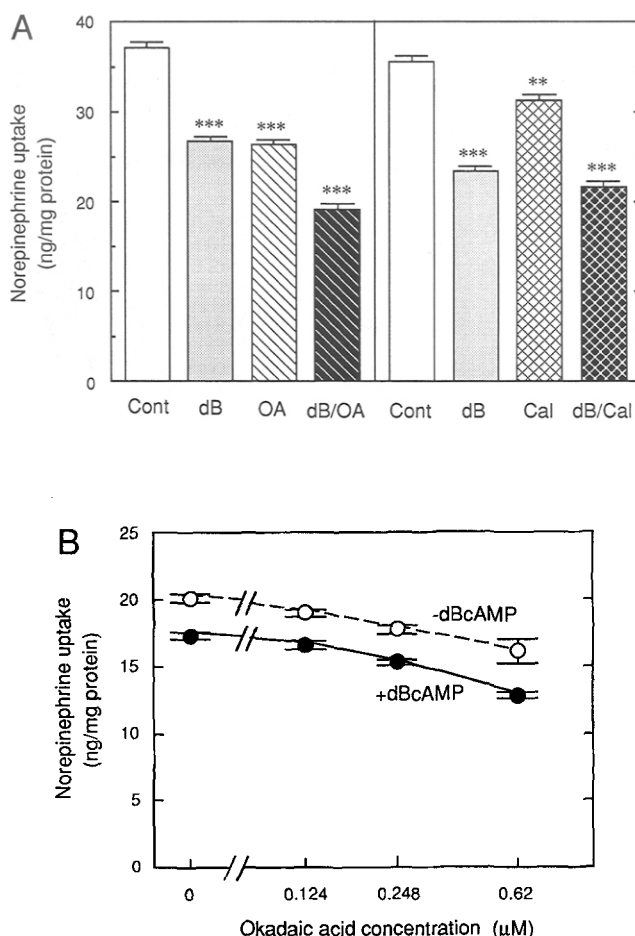 A
Norepinephrine uptake
(ng/mg protein)
40
30
20
30
0
*** *** *** *** ** ***
Cont dB OA dB/OA Cont dB Cal dB/Cal
B
Norepinephrine uptake
(ng/mg protein)
25
20
15
10
5
0
-dBcAMP
+dBcAMP
0 0.124 0.248 0.62
Okadaic acid concentration (μM)